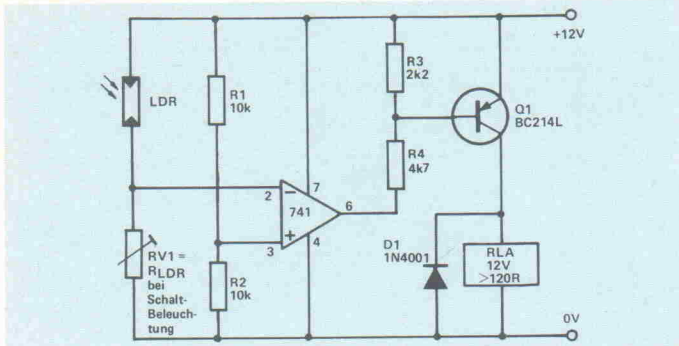 +12V
LDR
R1
10k
R3
2k2
Q1
BC214L
R4
4k7
2
7
741
6
3
4
RV1 =
RLDR
bei
Schalt-
Beleuch-
tung
R2
10k
D1
1N4001
RLA
12V
>120R
0V